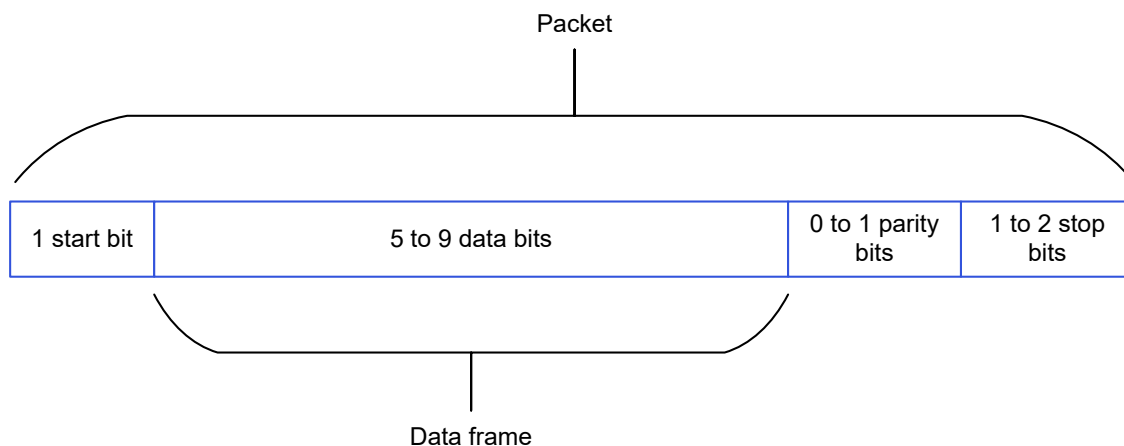 Packet
1 start bit
5 to 9 data bits
0 to 1 parity
bits
1 to 2 stop
bits
Data frame